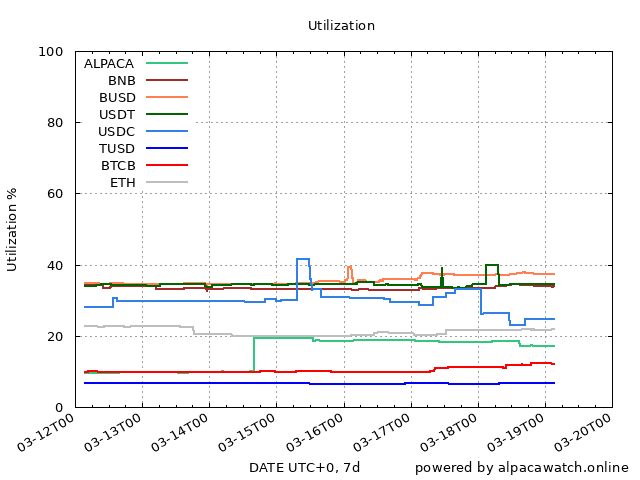 Utilization
Utilization %
100
80
60
40
20
0
ALPACA
BNB
BUSD
USDT
USDC
TUSD
BTCB
ETH
03-12T00
03-13T00
03-14T00
03-15T00
03-16T00
03-17T00
03-18T00
03-19T00
03-20T00
DATE UTC+0, 7d
powered by alpacawatch.online